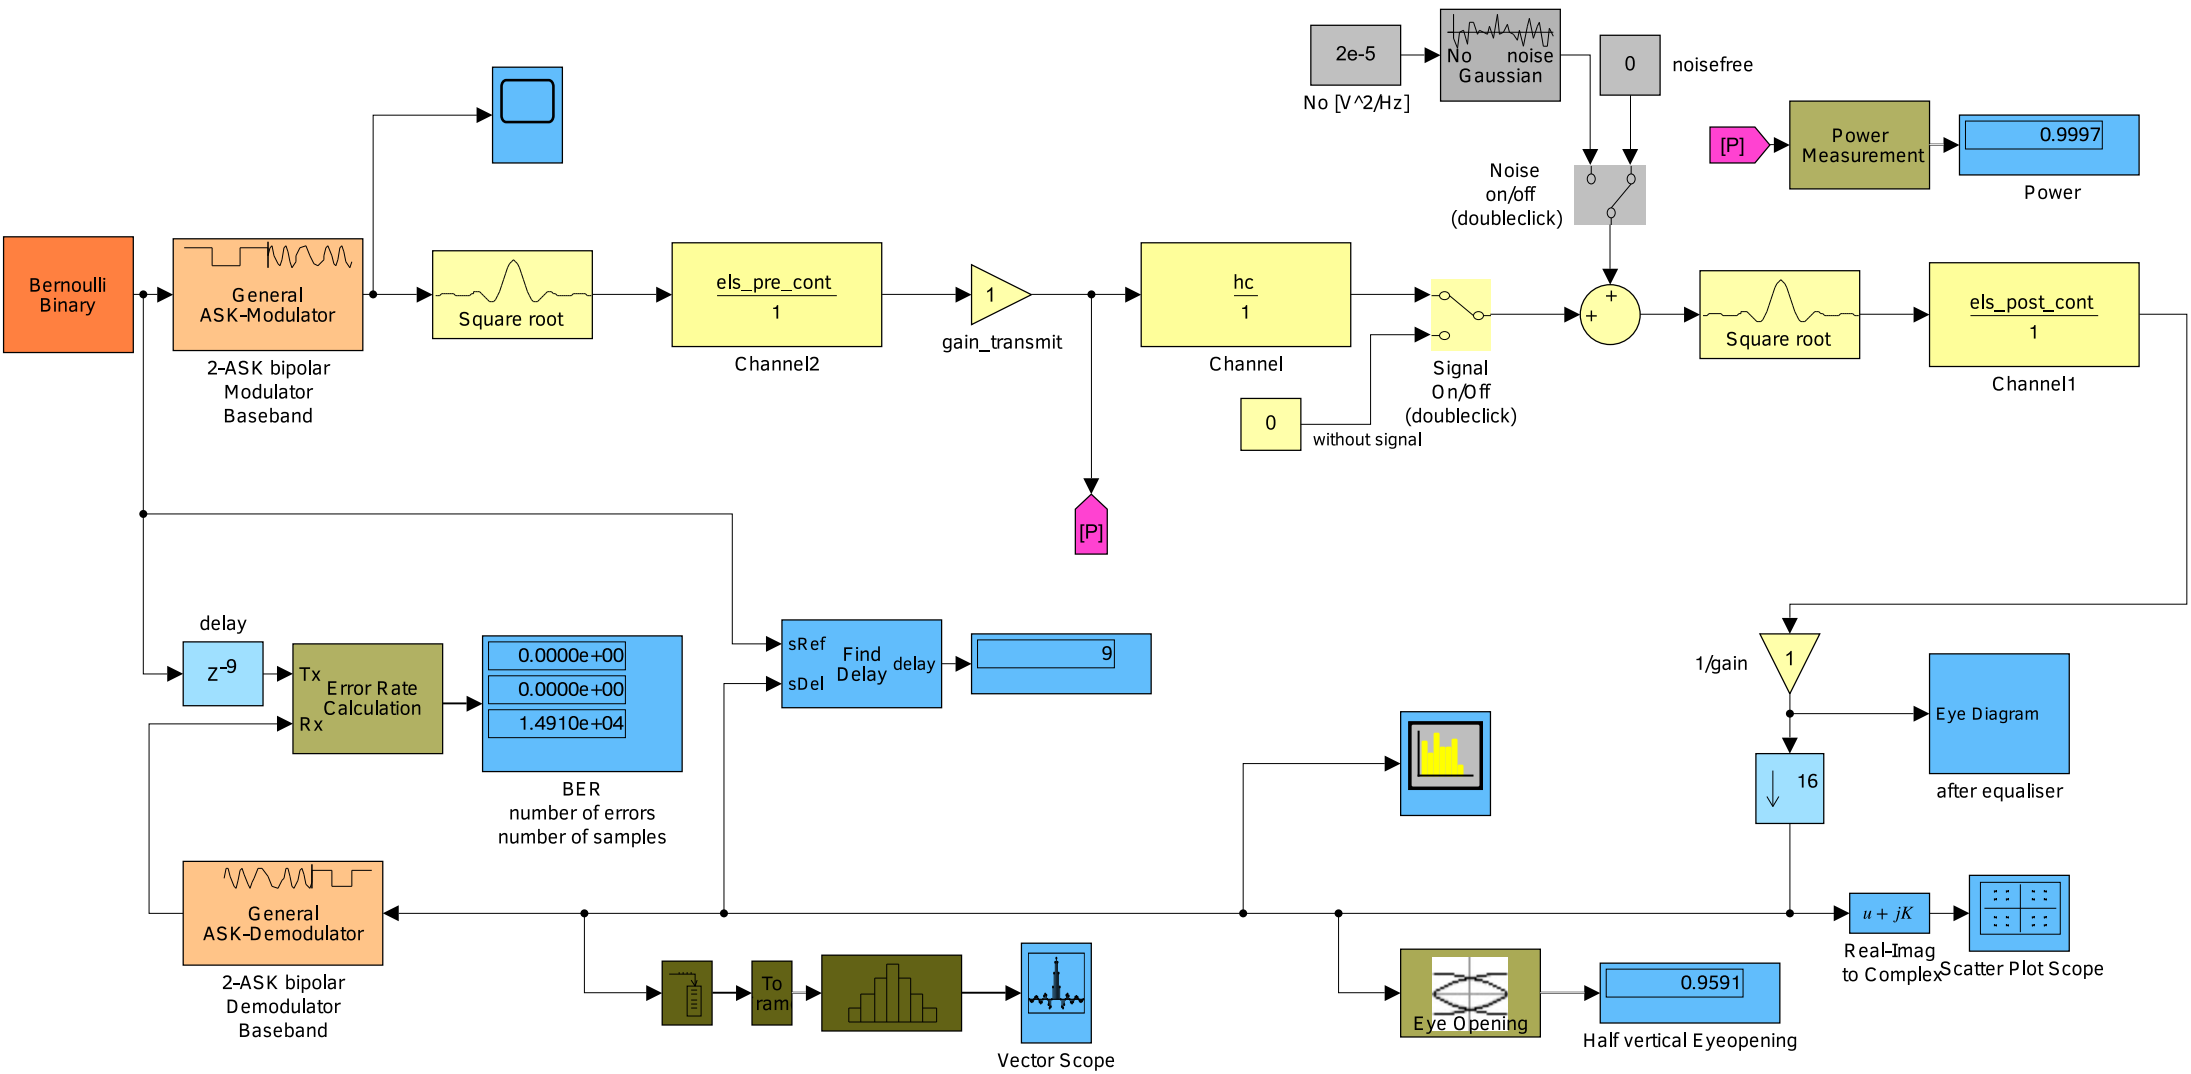 2e-5
No [V^2/Hz]
No noise
Gaussian
0
noisefree
[P]
Power
Measurement
0.9997
Power
Noise
on/off
(doubleclick)
Bernoulli
Binary
General
ASK-Modulator
2-ASK bipolar
Modulator
Baseband
Square root
els_pre_cont
1
Channel2
1
gain_transmit
hc
1
Channel
Signal
On/Off
(doubleclick)
0
without signal
+
+
Square root
els_post_cont
1
Channel1
[P]
delay
Z-9
Tx
Rx
Error Rate
Calculation
0.0000e+00
0.0000e+00
1.4910e+04
BER
number of errors
number of samples
sRef
sDel
Find
Delay
delay
9
1/gain
1
Eye Diagram
after equaliser
16
General
ASK-Demodulator
2-ASK bipolar
Demodulator
Baseband
To
ram
Vector Scope
Eye Opening
0.9591
Half vertical Eyeopening
u + jK
Real-Imag
to Complex
Scatter Plot Scope